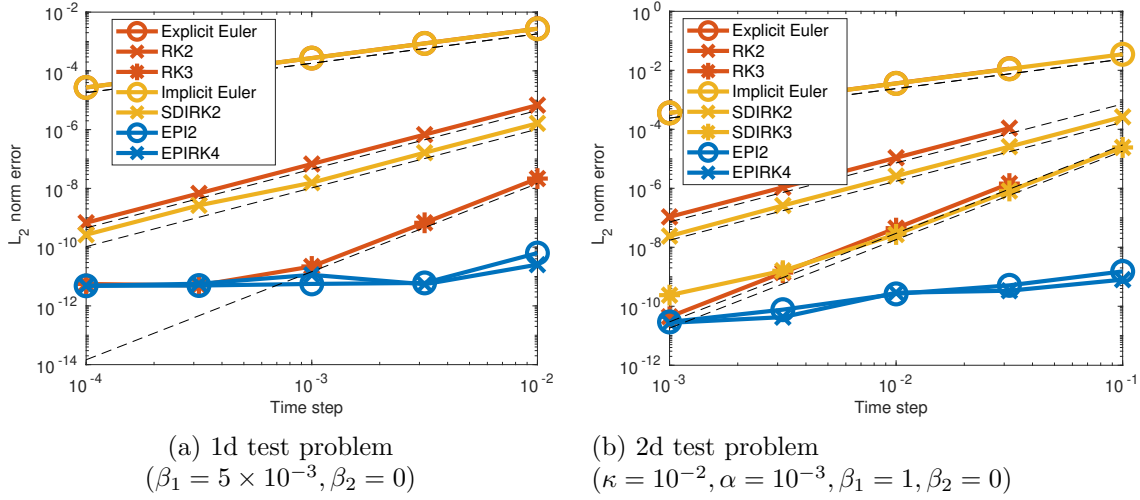 10^-2
10^-4
10^-6
10^-8
10^-10
10^-12
10^-14
L_2 norm error
Explicit Euler
RK2
RK3
Implicit Euler
SDIRK2
EPI2
EPIRK4
10^-4
10^-3
10^-2
Time step
(a) 1d test problem
(β_1 = 5 × 10^-3, β_2 = 0)
10^0
10^-2
10^-4
10^-6
10^-8
10^-10
10^-12
L_2 norm error
Explicit Euler
RK2
RK3
Implicit Euler
SDIRK2
SDIRK3
EPI2
EPIRK4
10^-3
10^-2
10^-1
Time step
(b) 2d test problem
(κ = 10^-2, α = 10^-3, β_1 = 1, β_2 = 0)